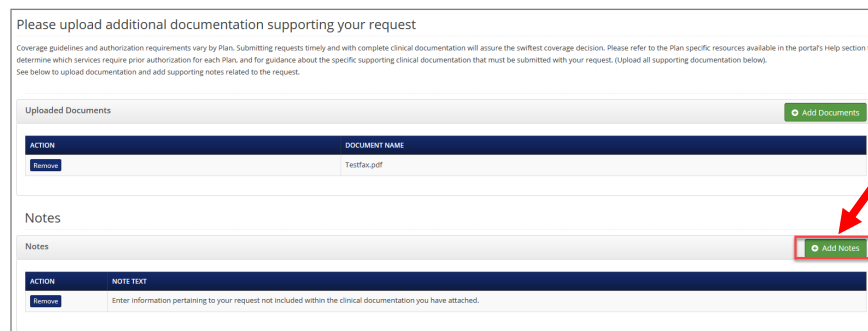 Please upload additional documentation supporting your request
Coverage guidelines and authorization requirements vary by Plan. Submitting requests timely and with complete clinical documentation will assure the swiftest coverage decision. Please refer to the Plan specific resources available in the portal's Help section
determine which services require prior authorization for each Plan, and for guidance about the specific supporting clinical documentation that must be submitted with your request. (Upload all supporting documentation below).
See below to upload documentation and add supporting notes related to the request.
Uploaded Documents Add Documents
ACTION DOCUMENT NAME
Remove Testfax.pdf
Notes
Notes Add Notes
ACTION NOTE TEXT
Remove Enter information pertaining to your request not included within the clinical documentation you have attached.